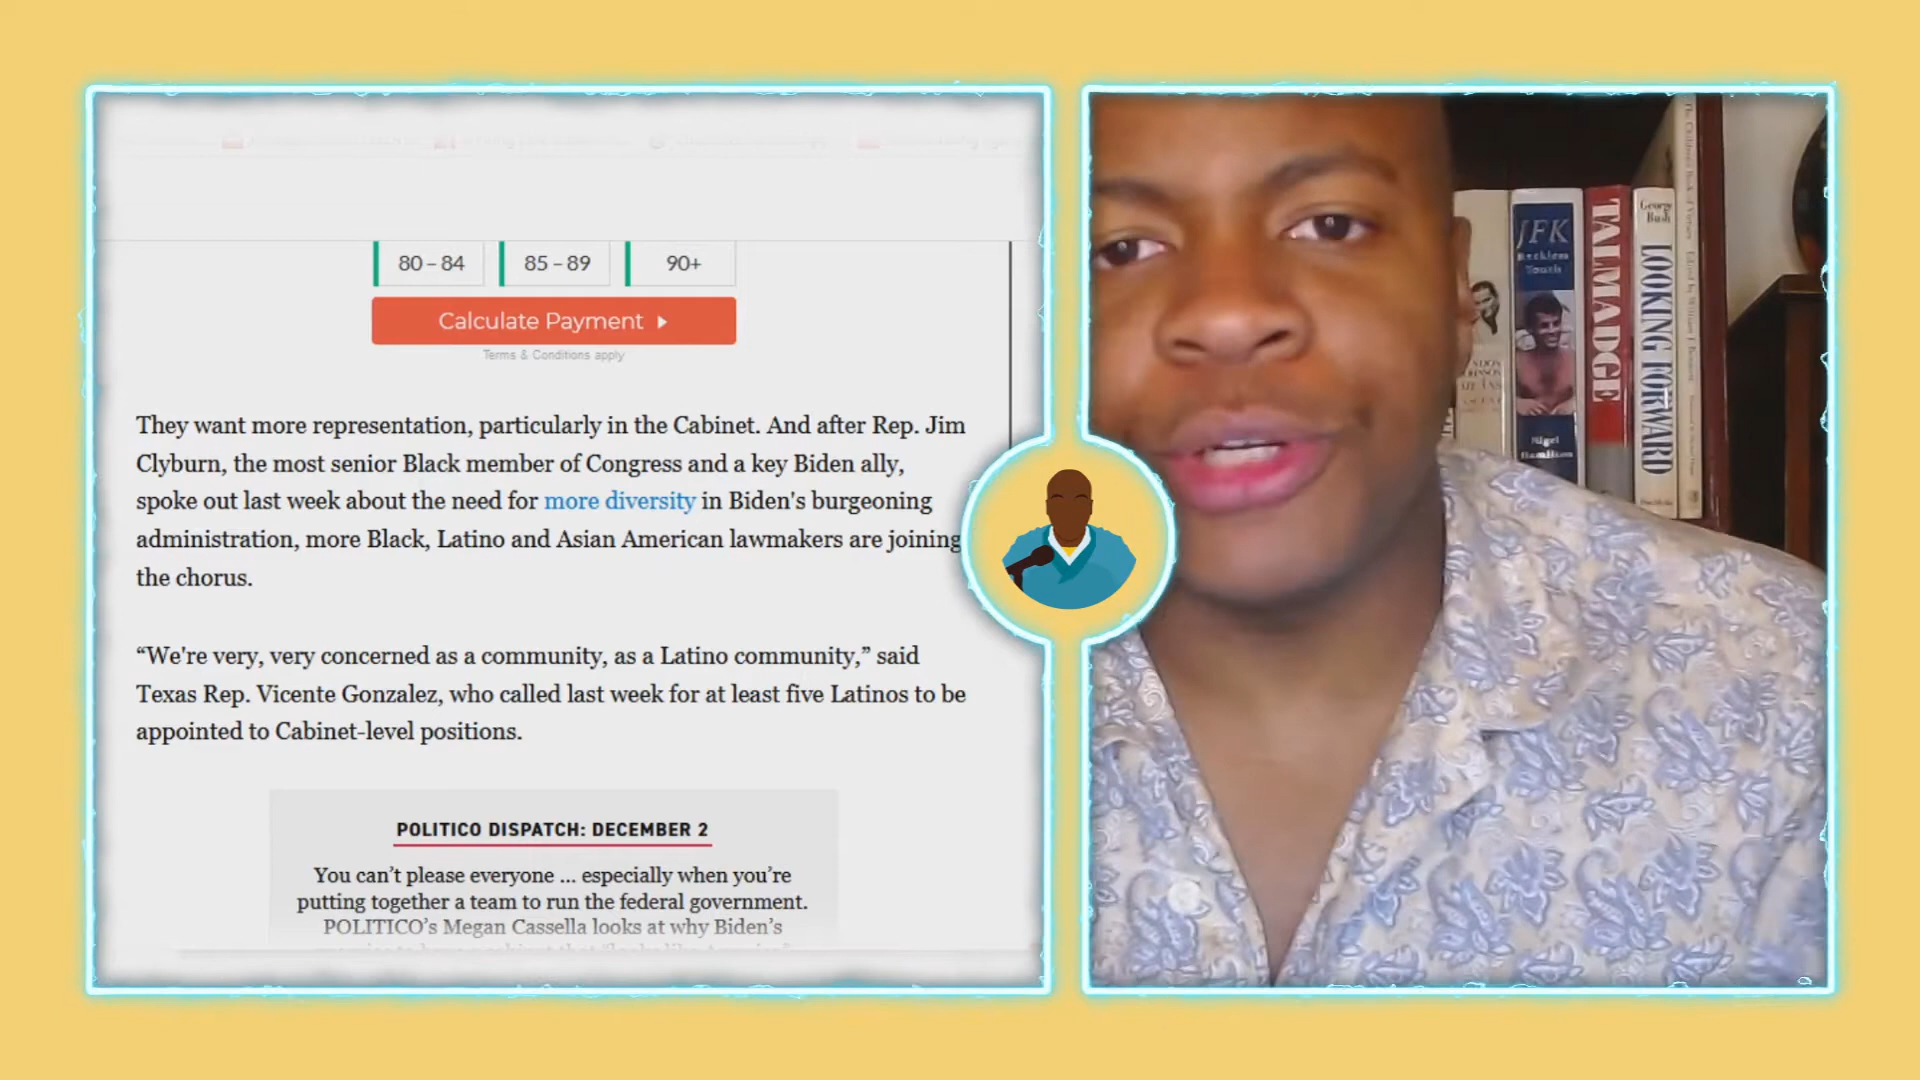 80 – 84
85 – 89
90+
Calculate Payment
Terms & Conditions apply
They want more representation, particularly in the Cabinet. And after Rep. Jim
Clyburn, the most senior Black member of Congress and a key Biden ally,
spoke out last week about the need for more diversity in Biden's burgeoning
administration, more Black, Latino and Asian American lawmakers are joining
the chorus.
“We're very, very concerned as a community, as a Latino community,” said
Texas Rep. Vicente Gonzalez, who called last week for at least five Latinos to be
appointed to Cabinet-level positions.
POLITICO DISPATCH: DECEMBER 2
You can’t please everyone ... especially when you’re
putting together a team to run the federal government.
POLITICO’s Megan Cassella looks at why Biden’s
JFK
Reckless
Youth
Nigel
Hamilton
TALMADGE
George
Bush
LOOKING FORWARD